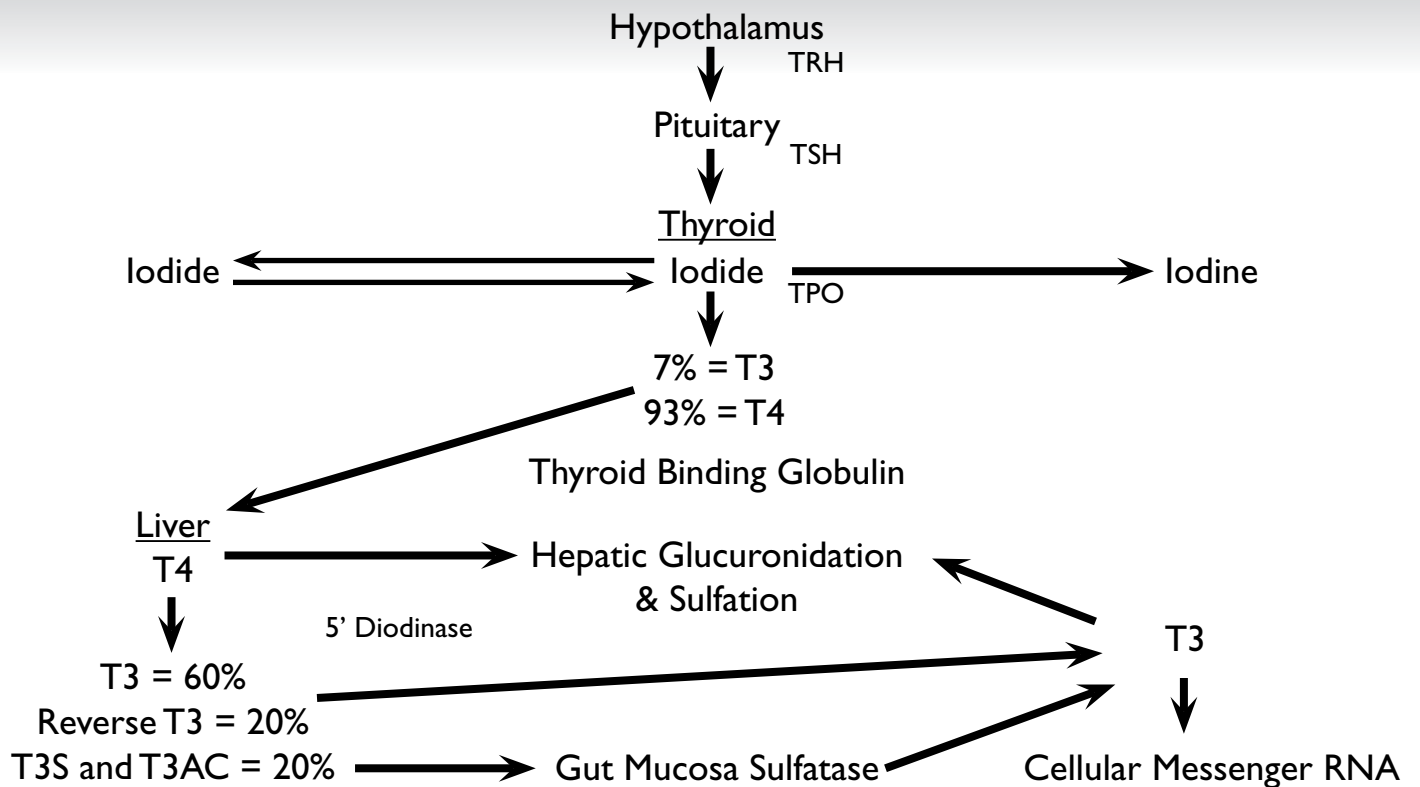 Hypothalamus
TRH
Pituitary
TSH
Thyroid
Iodide
Iodide
Iodine
TPO
7% = T3
93% = T4
Thyroid Binding Globulin
Liver
T4
Hepatic Glucuronidation
& Sulfation
5’ Diodinase
T3
T3 = 60%
Reverse T3 = 20%
T3S and T3AC = 20%
Gut Mucosa Sulfatase
Cellular Messenger RNA